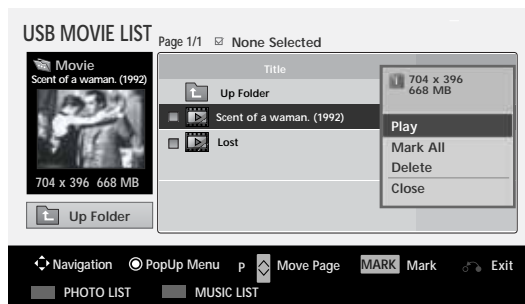 USB MOVIE LIST
Page 1/1 None Selected
Movie
Scent of a waman. (1992)
704 x 396 668 MB
Up Folder
Title
Up Folder
Scent of a waman. (1992)
Lost
704 x 396
668 MB
Play
Mark All
Delete
Close
Navigation PopUp Menu P Move Page MARK Mark Exit
PHOTO LIST MUSIC LIST